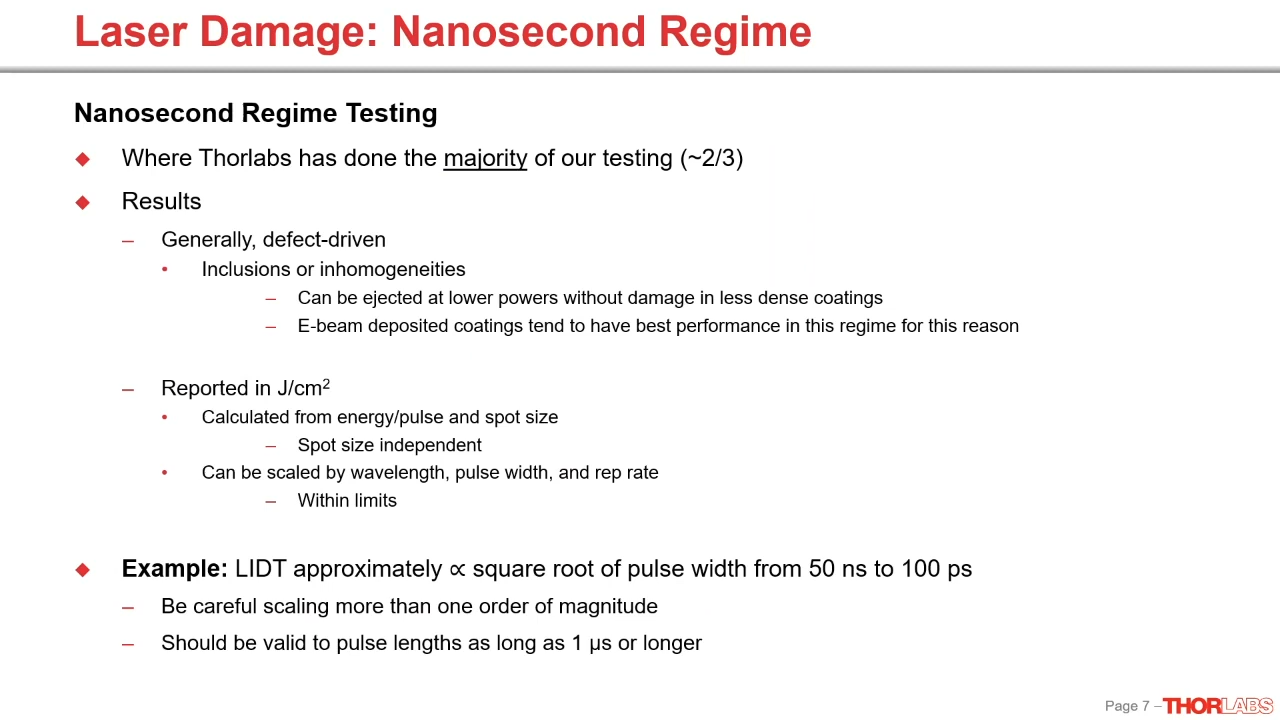 Laser Damage: Nanosecond Regime
Nanosecond Regime Testing
Where Thorlabs has done the majority of our testing (~2/3)
Results
– Generally, defect-driven
• Inclusions or inhomogeneities
– Can be ejected at lower powers without damage in less dense coatings
– E-beam deposited coatings tend to have best performance in this regime for this reason
– Reported in J/cm²
• Calculated from energy/pulse and spot size
– Spot size independent
• Can be scaled by wavelength, pulse width, and rep rate
– Within limits
Example: LIDT approximately ∝ square root of pulse width from 50 ns to 100 ps
– Be careful scaling more than one order of magnitude
– Should be valid to pulse lengths as long as 1 μs or longer
Page 7 – THORLABS